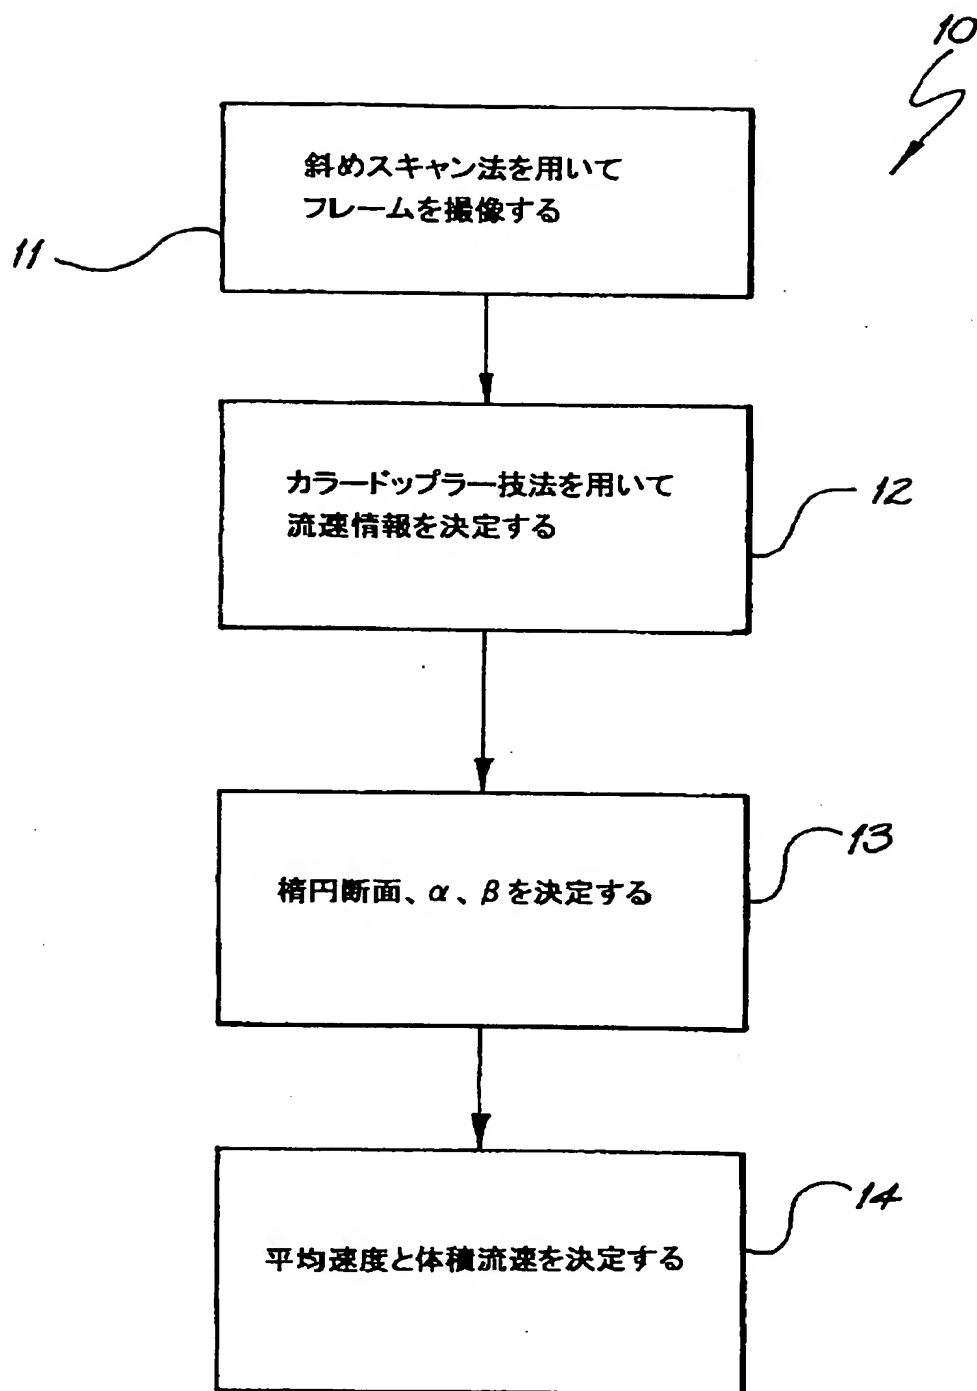 10
斜めスキャン法を用いて
フレームを撮像する
11
カラードップラー技法を用いて
流速情報を決定する
12
楕円断面、α、βを決定する
13
平均速度と体積流速を決定する
14